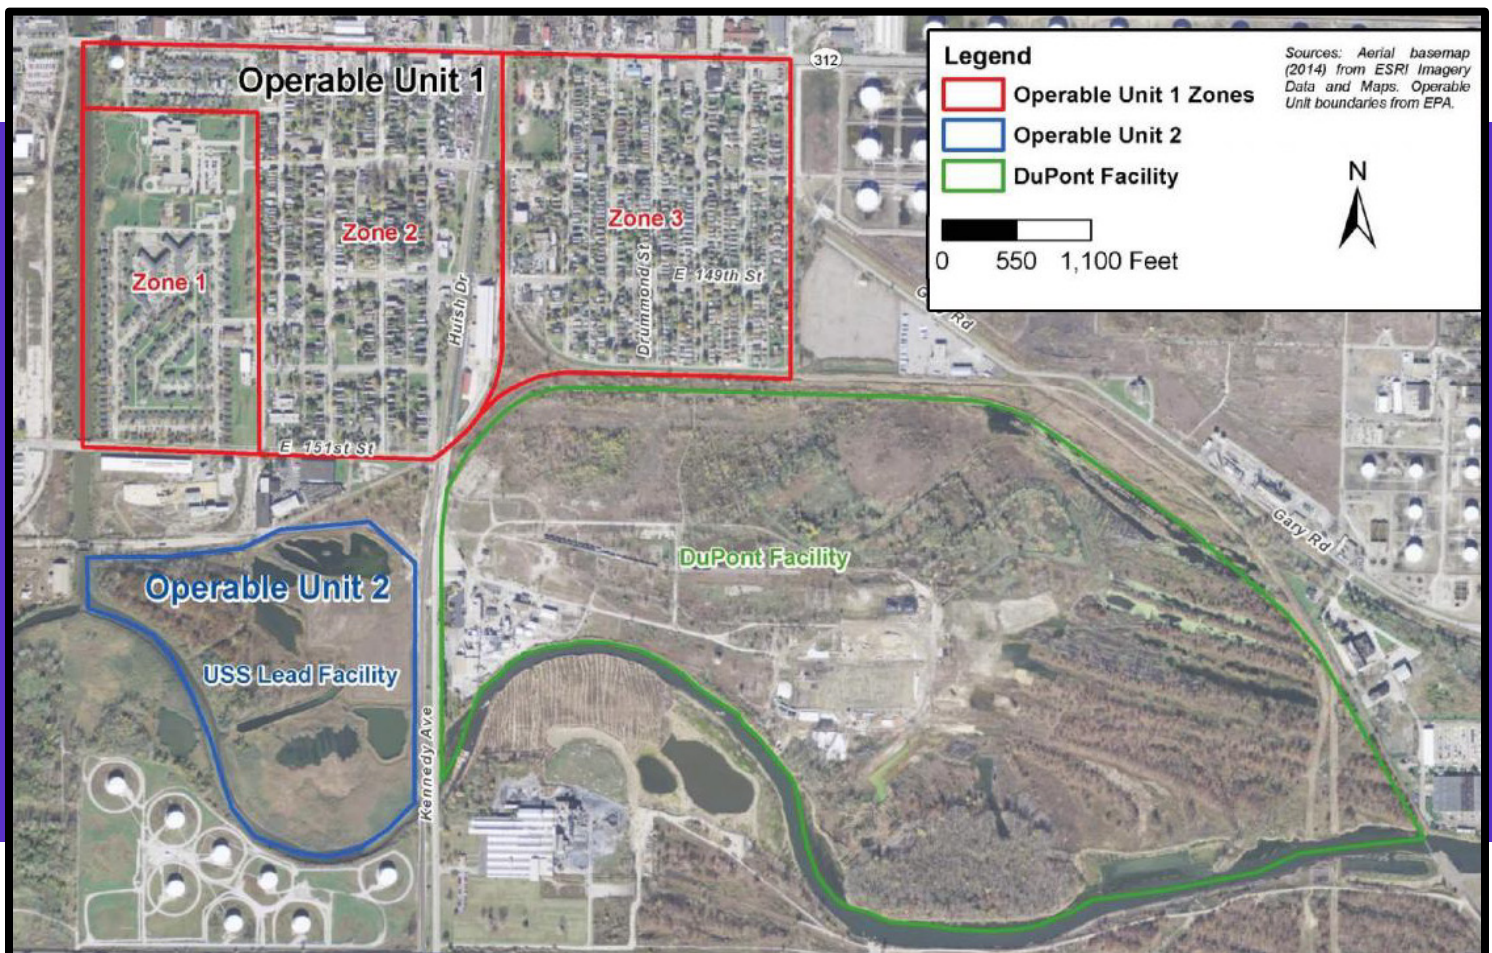 Operable Unit 1
312
Legend
Operable Unit 1 Zones
Operable Unit 2
DuPont Facility
0 550 1,100 Feet
Sources: Aerial basemap
(2014) from ESRI Imagery
Data and Maps. Operable
Unit boundaries from EPA.
N
Zone 1
Zone 2
Zone 3
Huish Dr
Drummond St
E 149th St
Rd
E 151st St
Gary Rd
DuPont Facility
Operable Unit 2
USS Lead Facility
Kennedy Ave